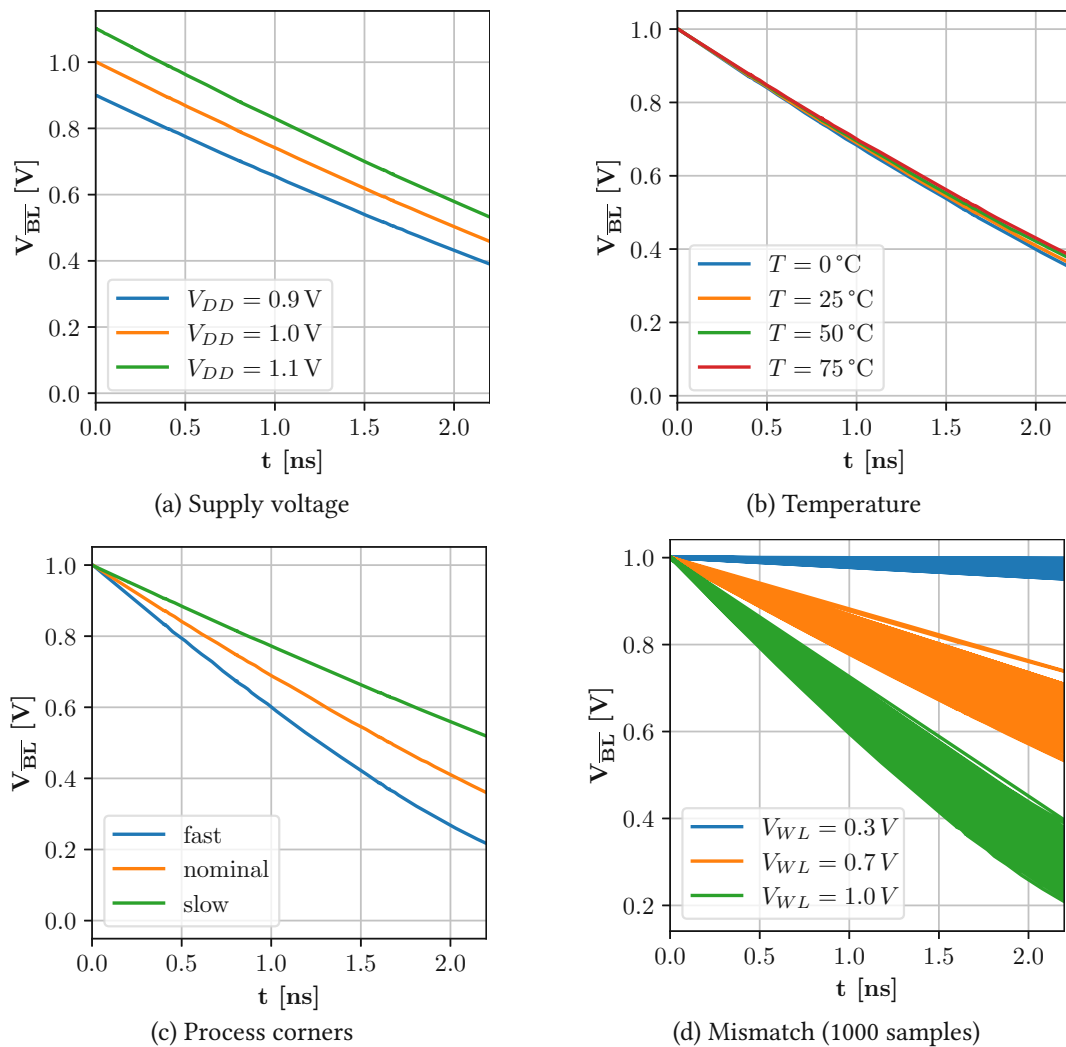 1.0
0.8
0.6
0.4
0.2
0.0
V_BL [V]
V_DD = 0.9 V
V_DD = 1.0 V
V_DD = 1.1 V
0.0 0.5 1.0 1.5 2.0
t [ns]
(a) Supply voltage
1.0
0.8
0.6
0.4
0.2
0.0
V_BL [V]
T = 0 °C
T = 25 °C
T = 50 °C
T = 75 °C
0.0 0.5 1.0 1.5 2.0
t [ns]
(b) Temperature
1.0
0.8
0.6
0.4
0.2
0.0
V_BL [V]
fast
nominal
slow
0.0 0.5 1.0 1.5 2.0
t [ns]
(c) Process corners
1.0
0.8
0.6
0.4
0.2
V_BL [V]
V_WL = 0.3 V
V_WL = 0.7 V
V_WL = 1.0 V
0.0 0.5 1.0 1.5 2.0
t [ns]
(d) Mismatch (1000 samples)